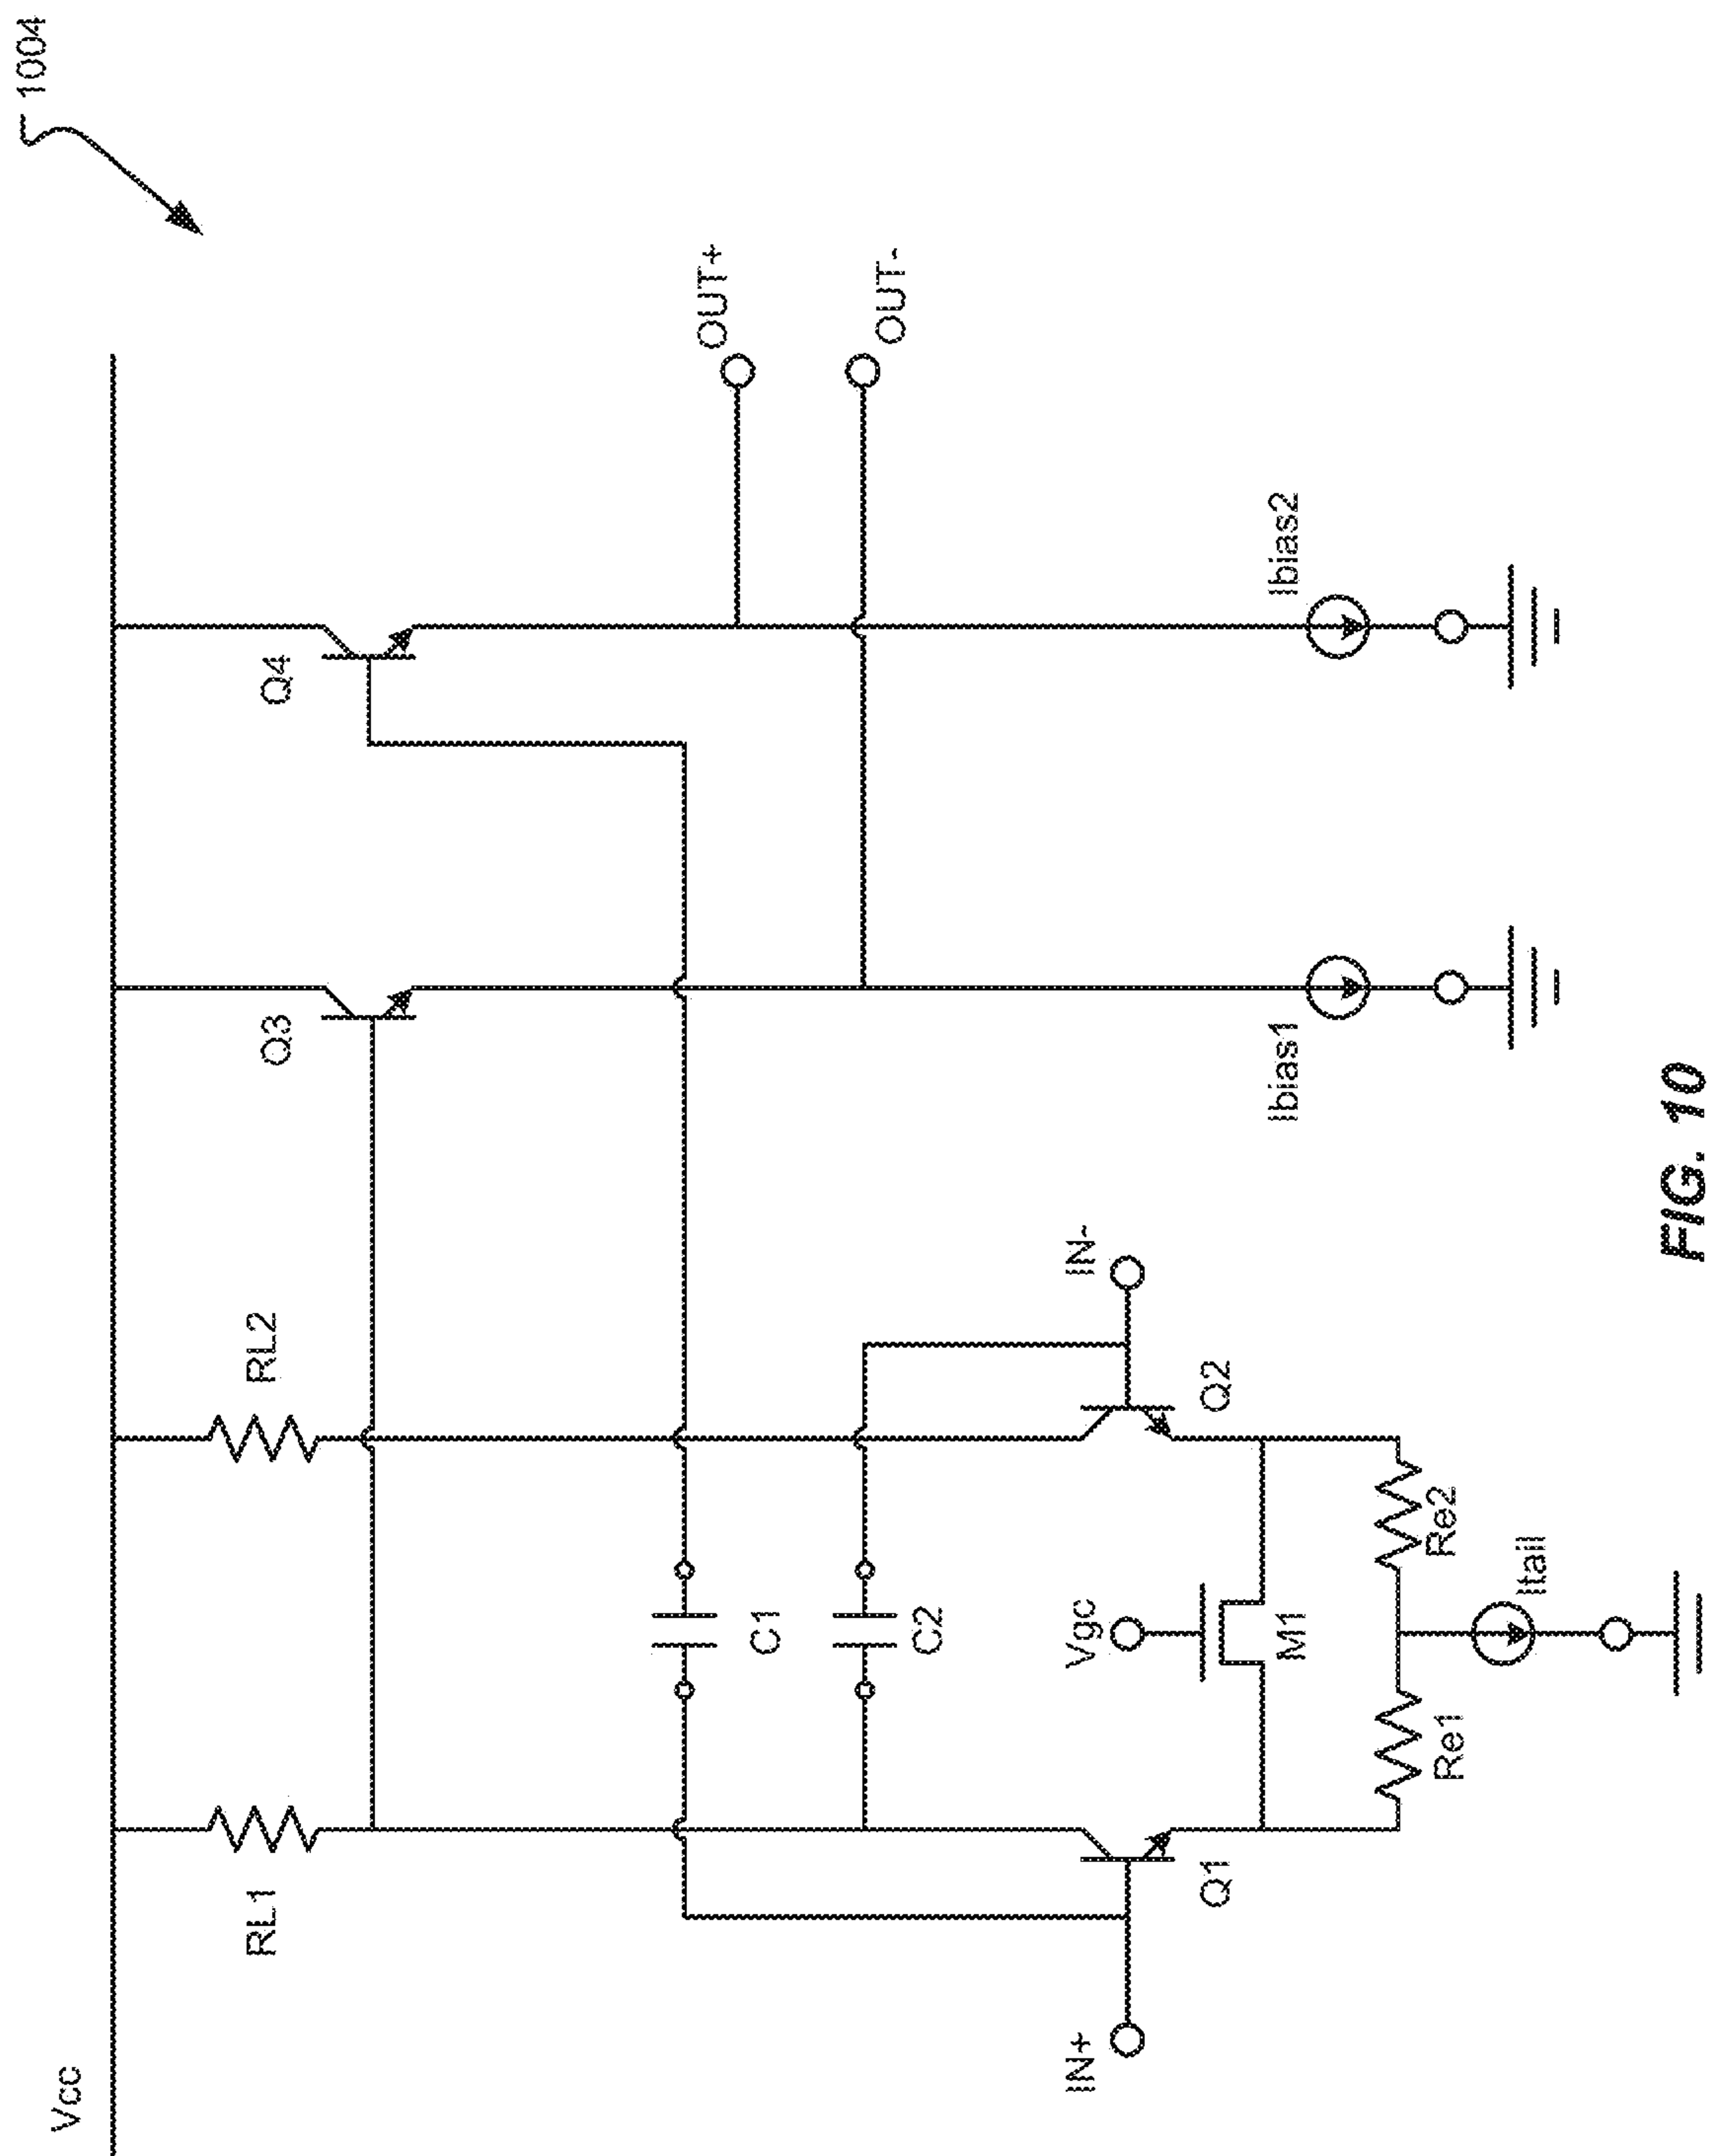 1004
Vcc
RL1
RL2
Q3
Q4
OUT+
OUT-
C1
C2
IN+
IN-
Vgc
Q1
Q2
M1
Ibias1
Ibias2
Re1
Re2
Itail
FIG. 10